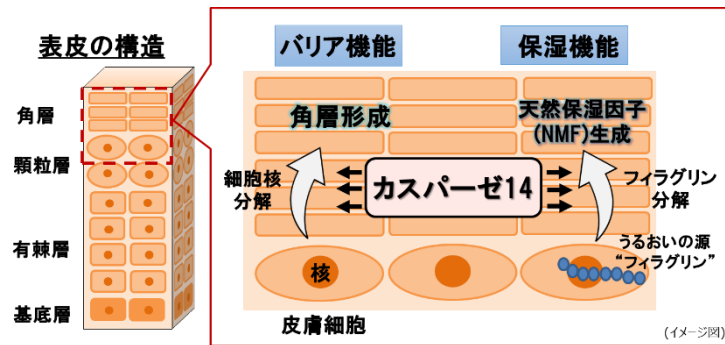 表皮の構造
角層
顆粒層
有棘層
基底層
バリア機能
保湿機能
角層形成
天然保湿因子
(NMF)生成
細胞核
分解
カスパーゼ14
フィラグリン
分解
うるおいの源
“フィラグリン”
核
皮膚細胞
(イメージ図)